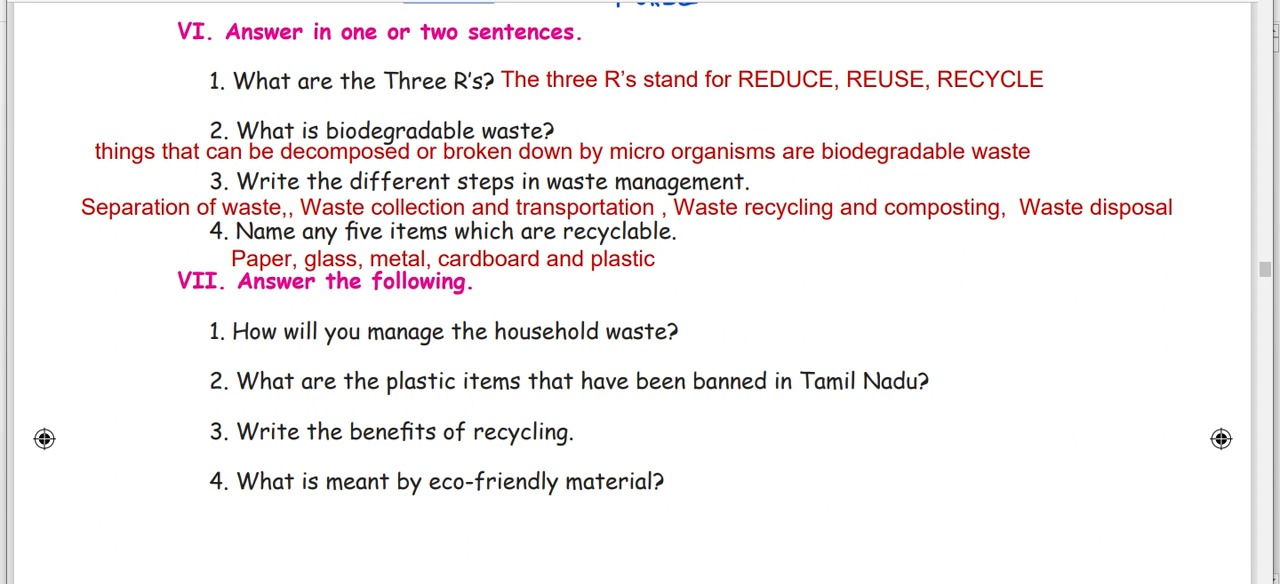 VI. Answer in one or two sentences.
1. What are the Three R's? The three R's stand for REDUCE, REUSE, RECYCLE
2. What is biodegradable waste?
things that can be decomposed or broken down by micro organisms are biodegradable waste
3. Write the different steps in waste management.
Separation of waste,, Waste collection and transportation , Waste recycling and composting,  Waste disposal
4. Name any five items which are recyclable.
Paper, glass, metal, cardboard and plastic
VII. Answer the following.
1. How will you manage the household waste?
2. What are the plastic items that have been banned in Tamil Nadu?
3. Write the benefits of recycling.
4. What is meant by eco-friendly material?